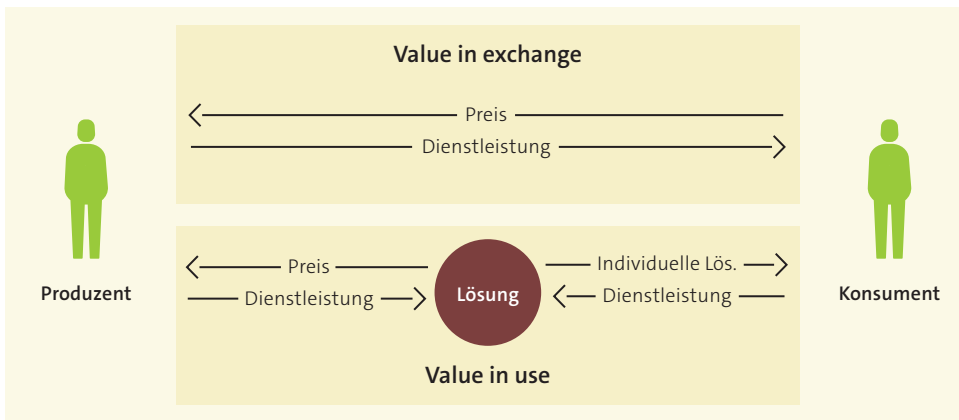 Value in exchange
Preis
Dienstleistung
Produzent
Konsument
Preis
Individuelle Lös.
Dienstleistung
Lösung
Dienstleistung
Value in use